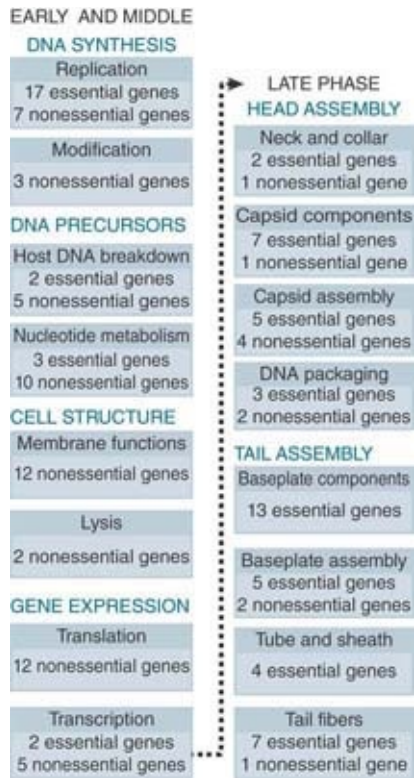 EARLY AND MIDDLE
DNA SYNTHESIS
Replication
17 essential genes
7 nonessential genes
Modification
3 nonessential genes
DNA PRECURSORS
Host DNA breakdown
2 essential genes
5 nonessential genes
Nucleotide metabolism
3 essential genes
10 nonessential genes
CELL STRUCTURE
Membrane functions
12 nonessential genes
Lysis
2 nonessential genes
GENE EXPRESSION
Translation
12 nonessential genes
Transcription
2 essential genes
5 nonessential genes
LATE PHASE
HEAD ASSEMBLY
Neck and collar
2 essential genes
1 nonessential gene
Capsid components
7 essential genes
1 nonessential gene
Capsid assembly
5 essential genes
4 nonessential genes
DNA packaging
3 essential genes
2 nonessential genes
TAIL ASSEMBLY
Baseplate components
13 essential genes
Baseplate assembly
5 essential genes
2 nonessential genes
Tube and sheath
4 essential genes
Tail fibers
7 essential genes
1 nonessential gene